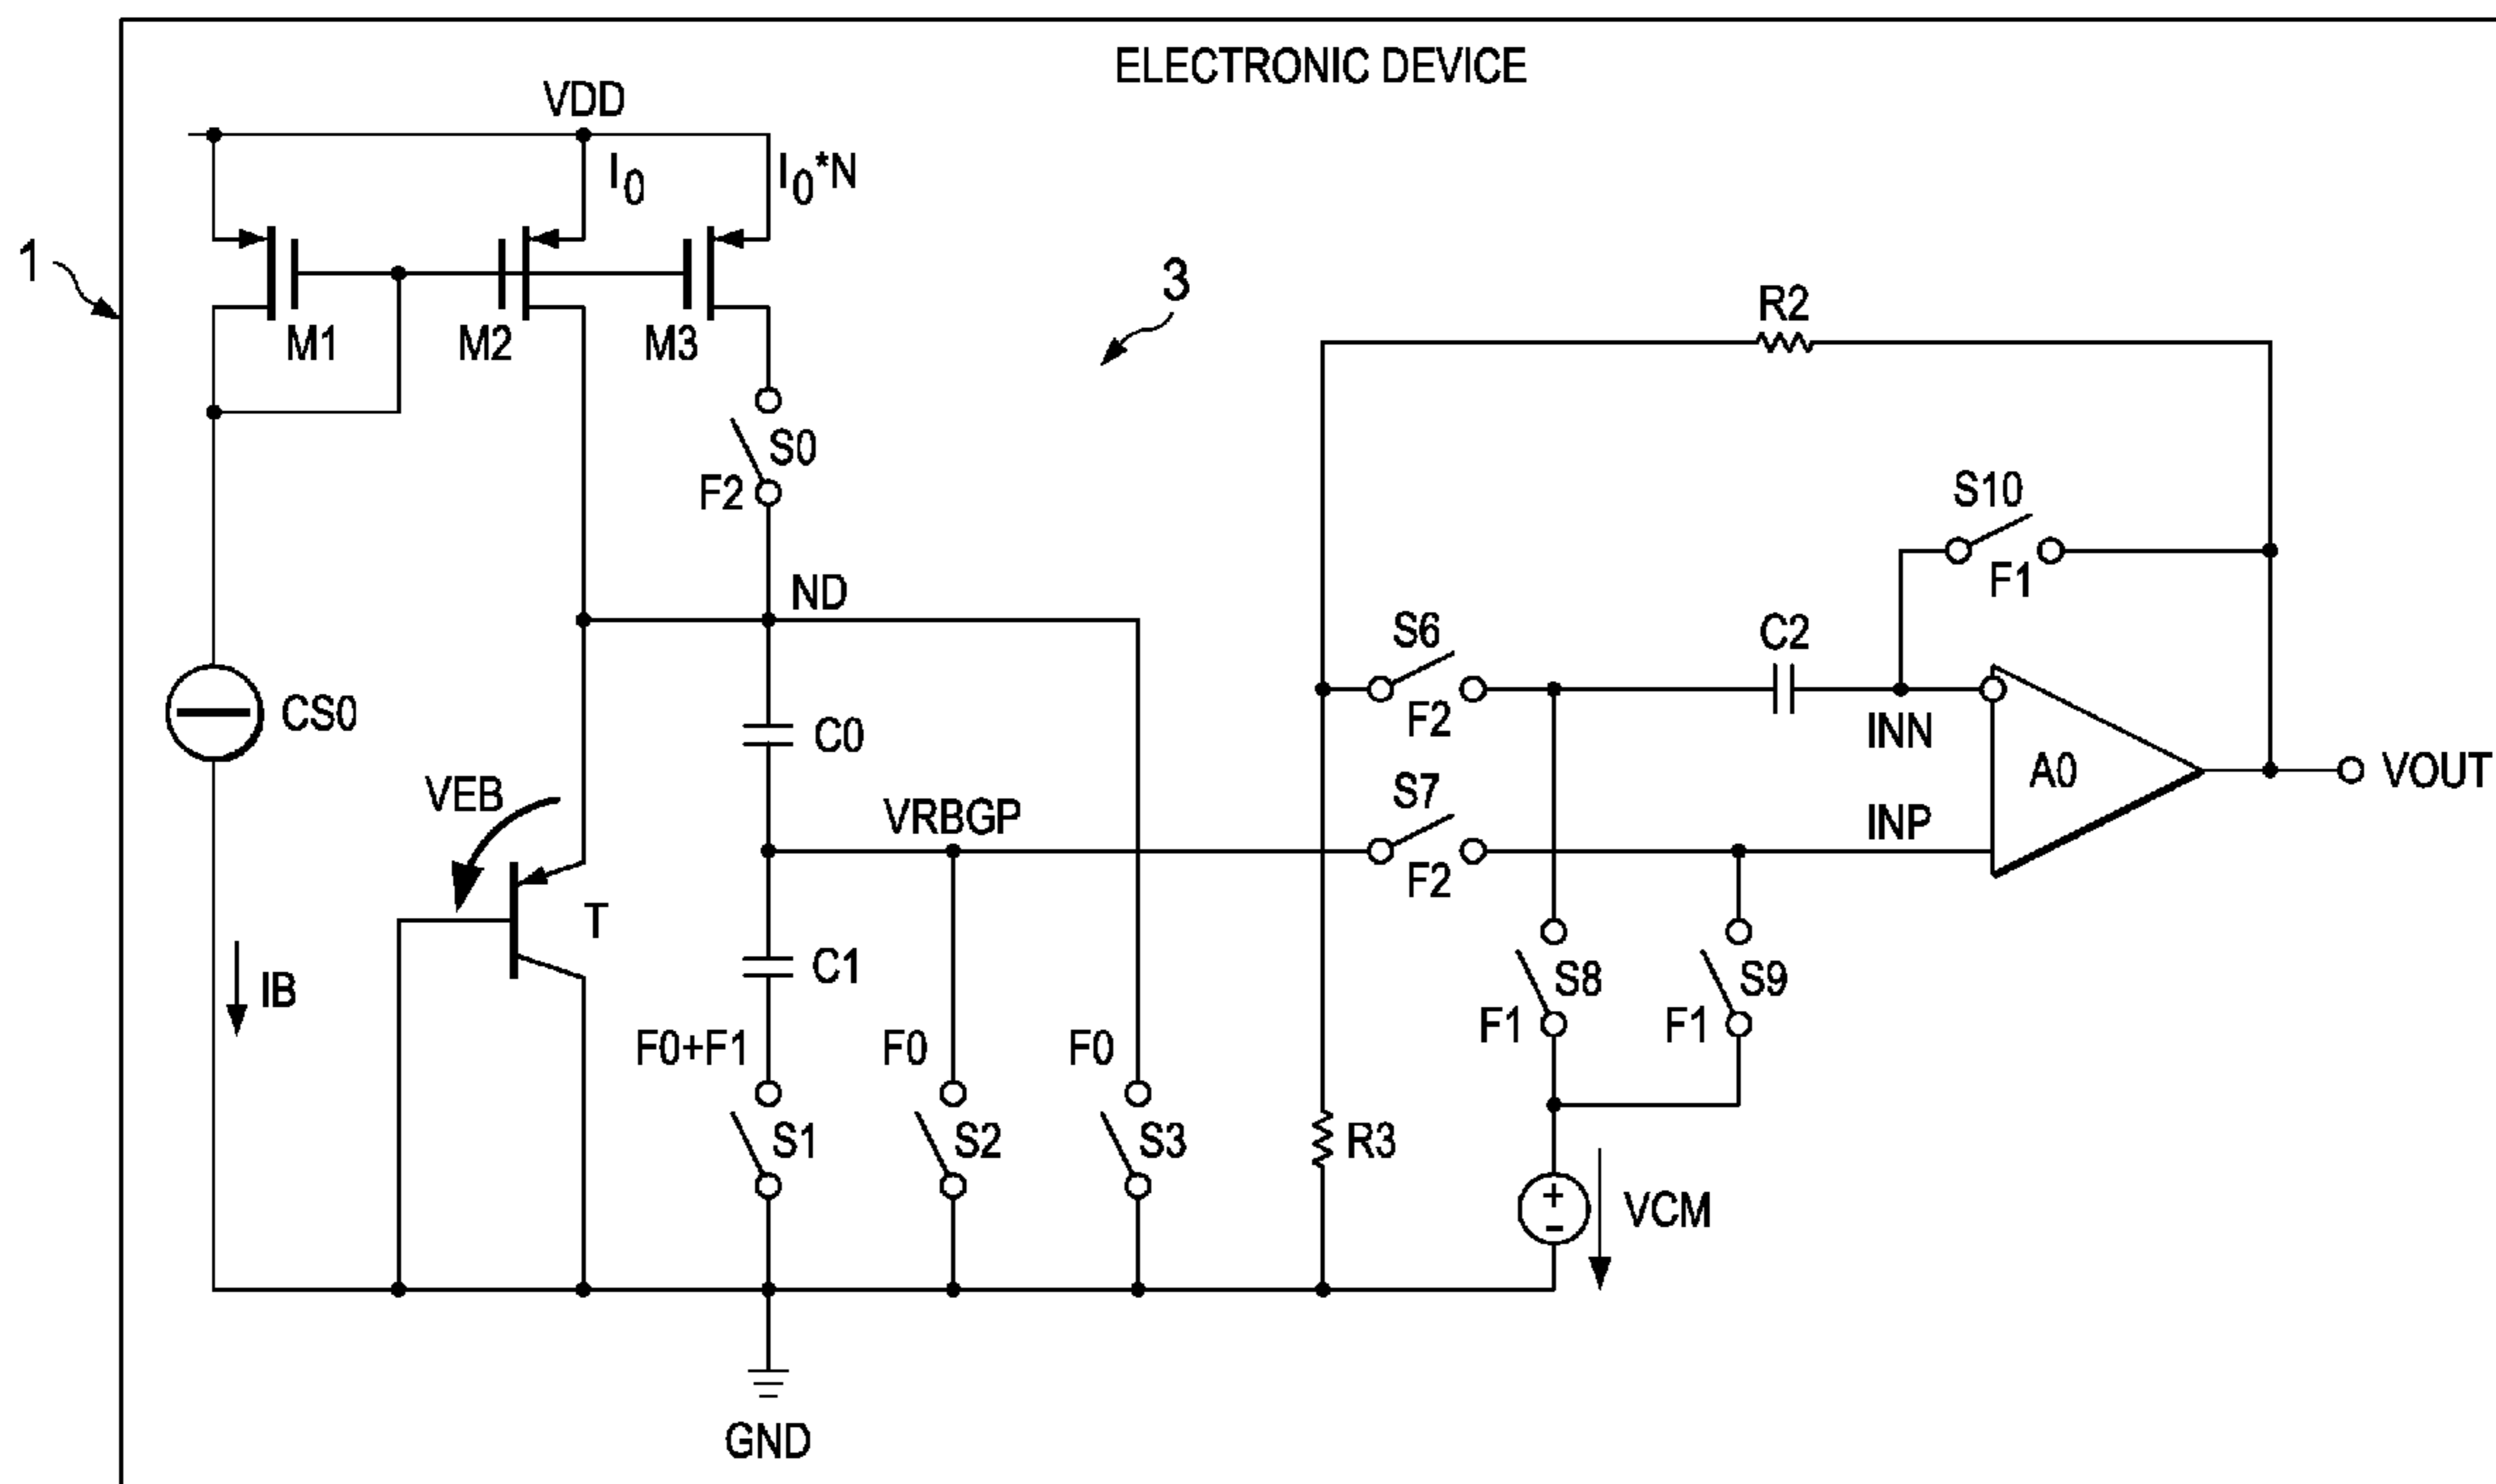 ELECTRONIC DEVICE
VDD
I0
I0*N
1
3
M1
M2
M3
R2
S0
F2
S10
F1
ND
S6
F2
C2
CS0
C0
INN
A0
VOUT
VEB
VRBGP
S7
F2
INP
T
C1
IB
S8
F1
S9
F1
F0+F1
F0
F0
S1
S2
S3
R3
+
-
VCM
GND